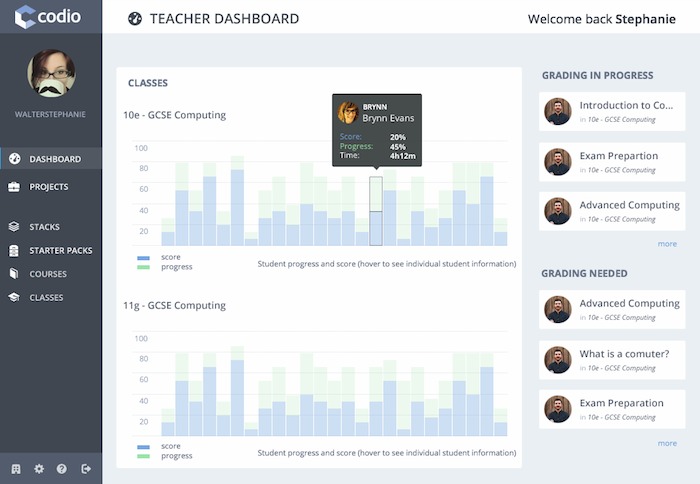 codio
WALTERSTEPHANIE
DASHBOARD
PROJECTS
STACKS
STARTER PACKS
COURSES
CLASSES
TEACHER DASHBOARD
Welcome back Stephanie
CLASSES
10e - GCSE Computing
BRYNN
Brynn Evans
Score: 20%
Progress: 45%
Time: 4h12m
100
80
60
40
20
score
progress
Student progress and score (hover to see individual student information)
11g - GCSE Computing
100
80
60
40
20
score
progress
Student progress and score (hover to see individual student information)
GRADING IN PROGRESS
Introduction to Co...
in 10e - GCSE Computing
Exam Prepartion
in 10e - GCSE Computing
Advanced Computing
in 10e - GCSE Computing
more
GRADING NEEDED
Advanced Computing
in 10e - GCSE Computing
What is a comuter?
in 10e - GCSE Computing
Exam Preparation
in 10e - GCSE Computing
more